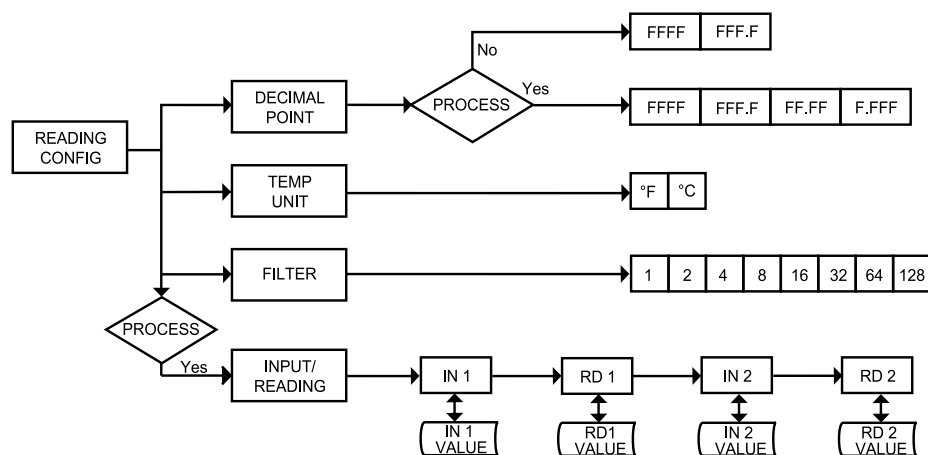 FFFF FFF.F
No
DECIMAL
POINT
PROCESS
Yes
FFFF FFF.F FF.FF F.FFF
READING
CONFIG
TEMP
UNIT
°F °C
FILTER
1 2 4 8 16 32 64 128
PROCESS
Yes
INPUT/
READING
IN 1 RD 1 IN 2 RD 2
IN 1
VALUE
RD1
VALUE
IN 2
VALUE
RD 2
VALUE